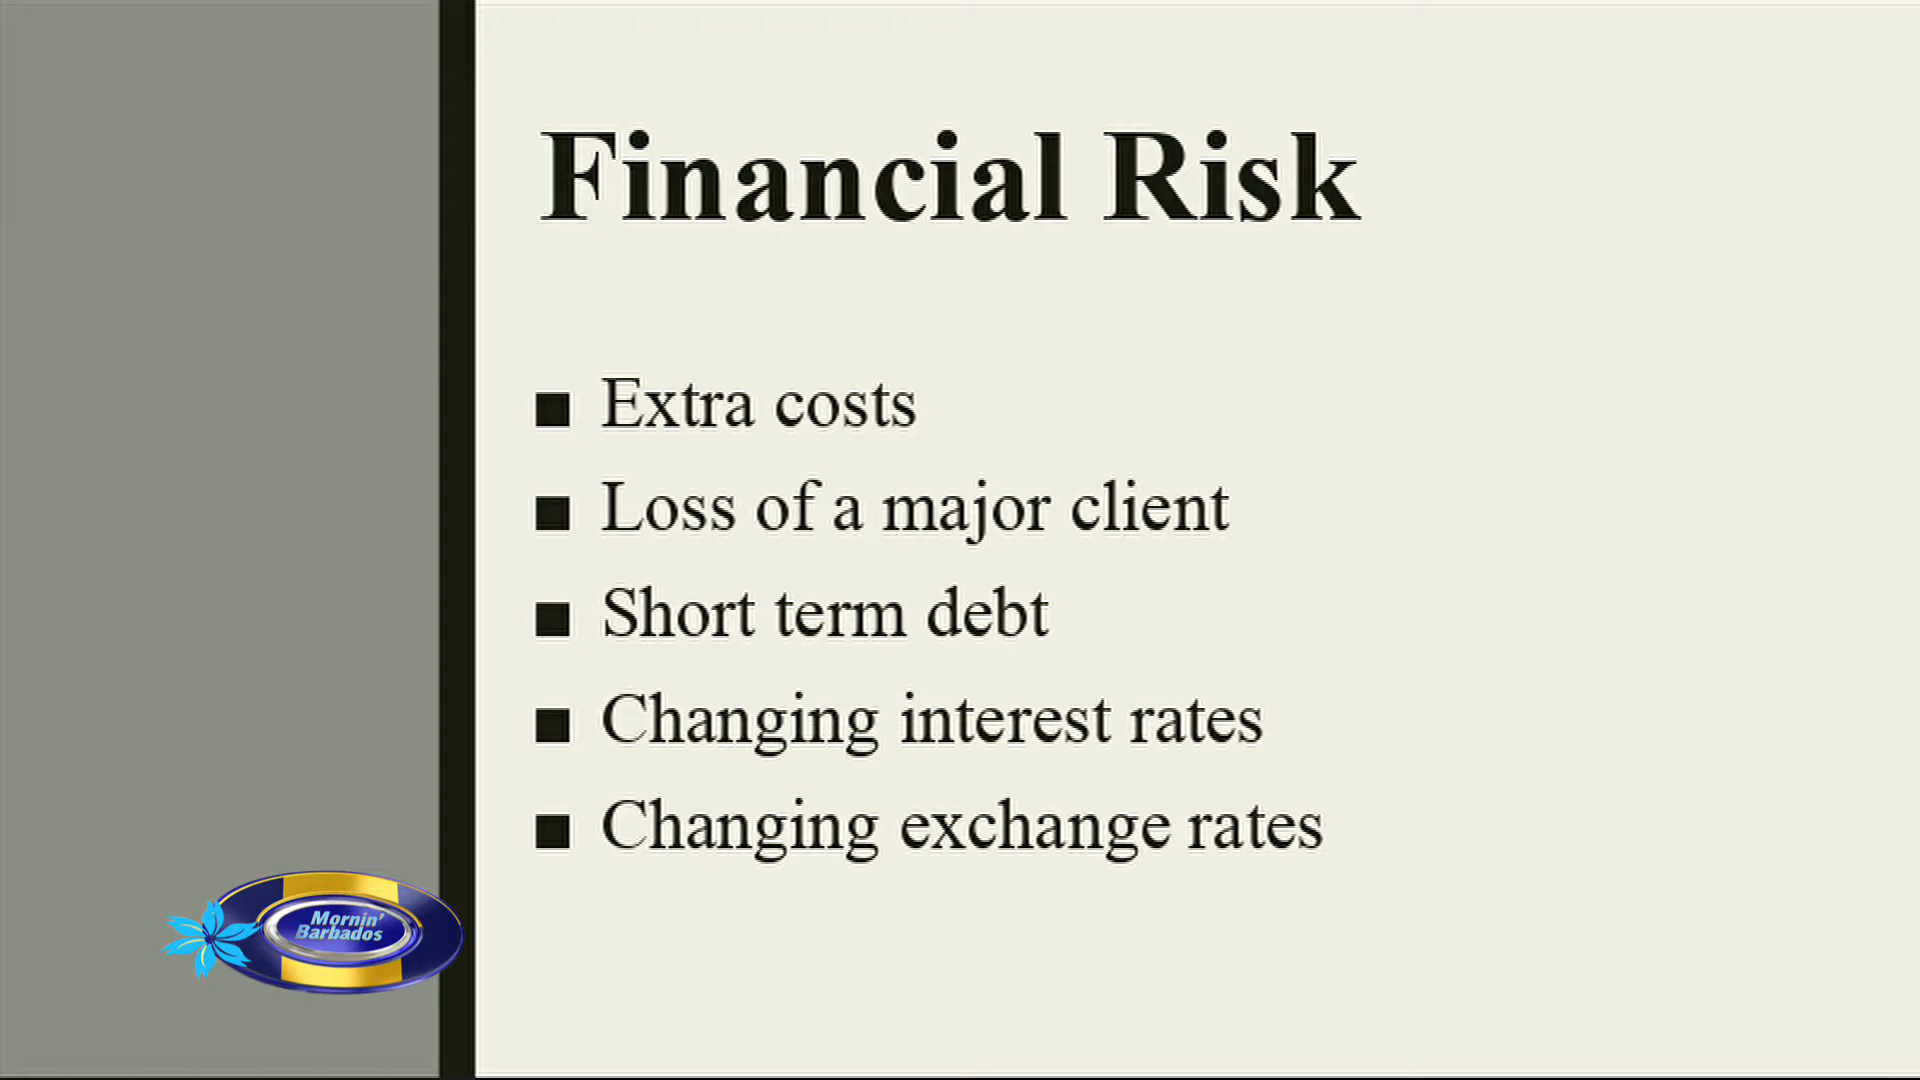 Financial Risk
Extra costs
Loss of a major client
Short term debt
Changing interest rates
Changing exchange rates
Mornin'
Barbados